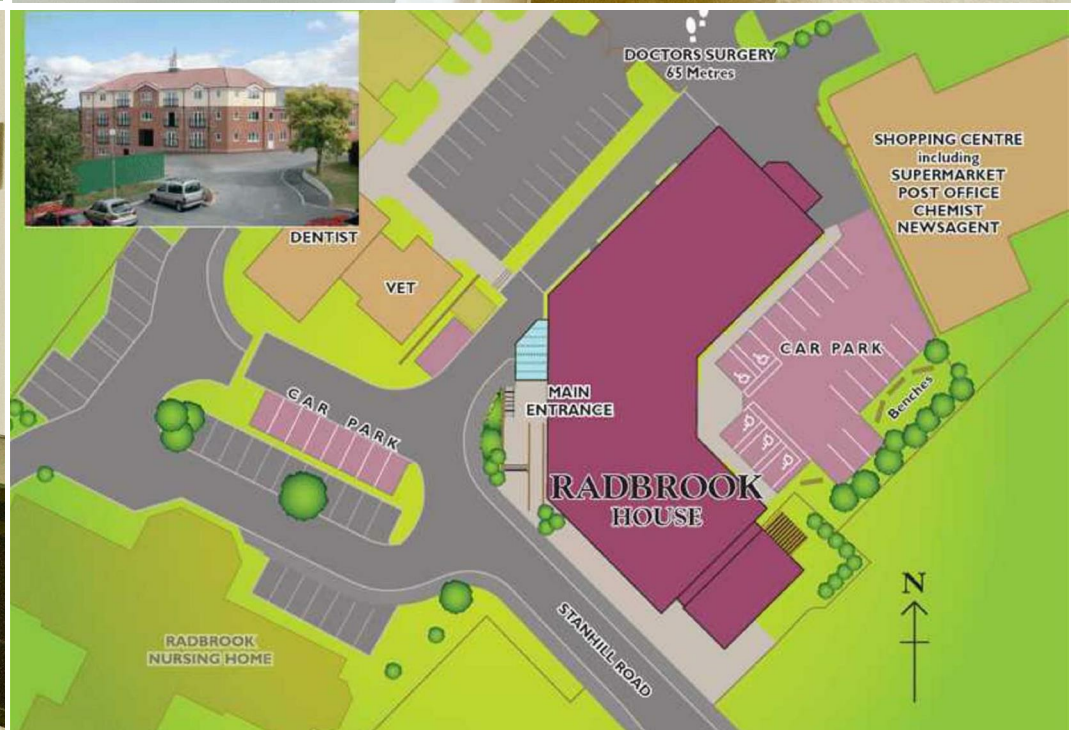 DOCTORS SURGERY
65 Metres
SHOPPING CENTRE
including
SUPERMARKET
POST OFFICE
CHEMIST
NEWSAGENT
DENTIST
VET
CAR PARK
CAR PARK
Benches
MAIN
ENTRANCE
RADBROOK
HOUSE
N
STANHILL ROAD
RADBROOK
NURSING HOME